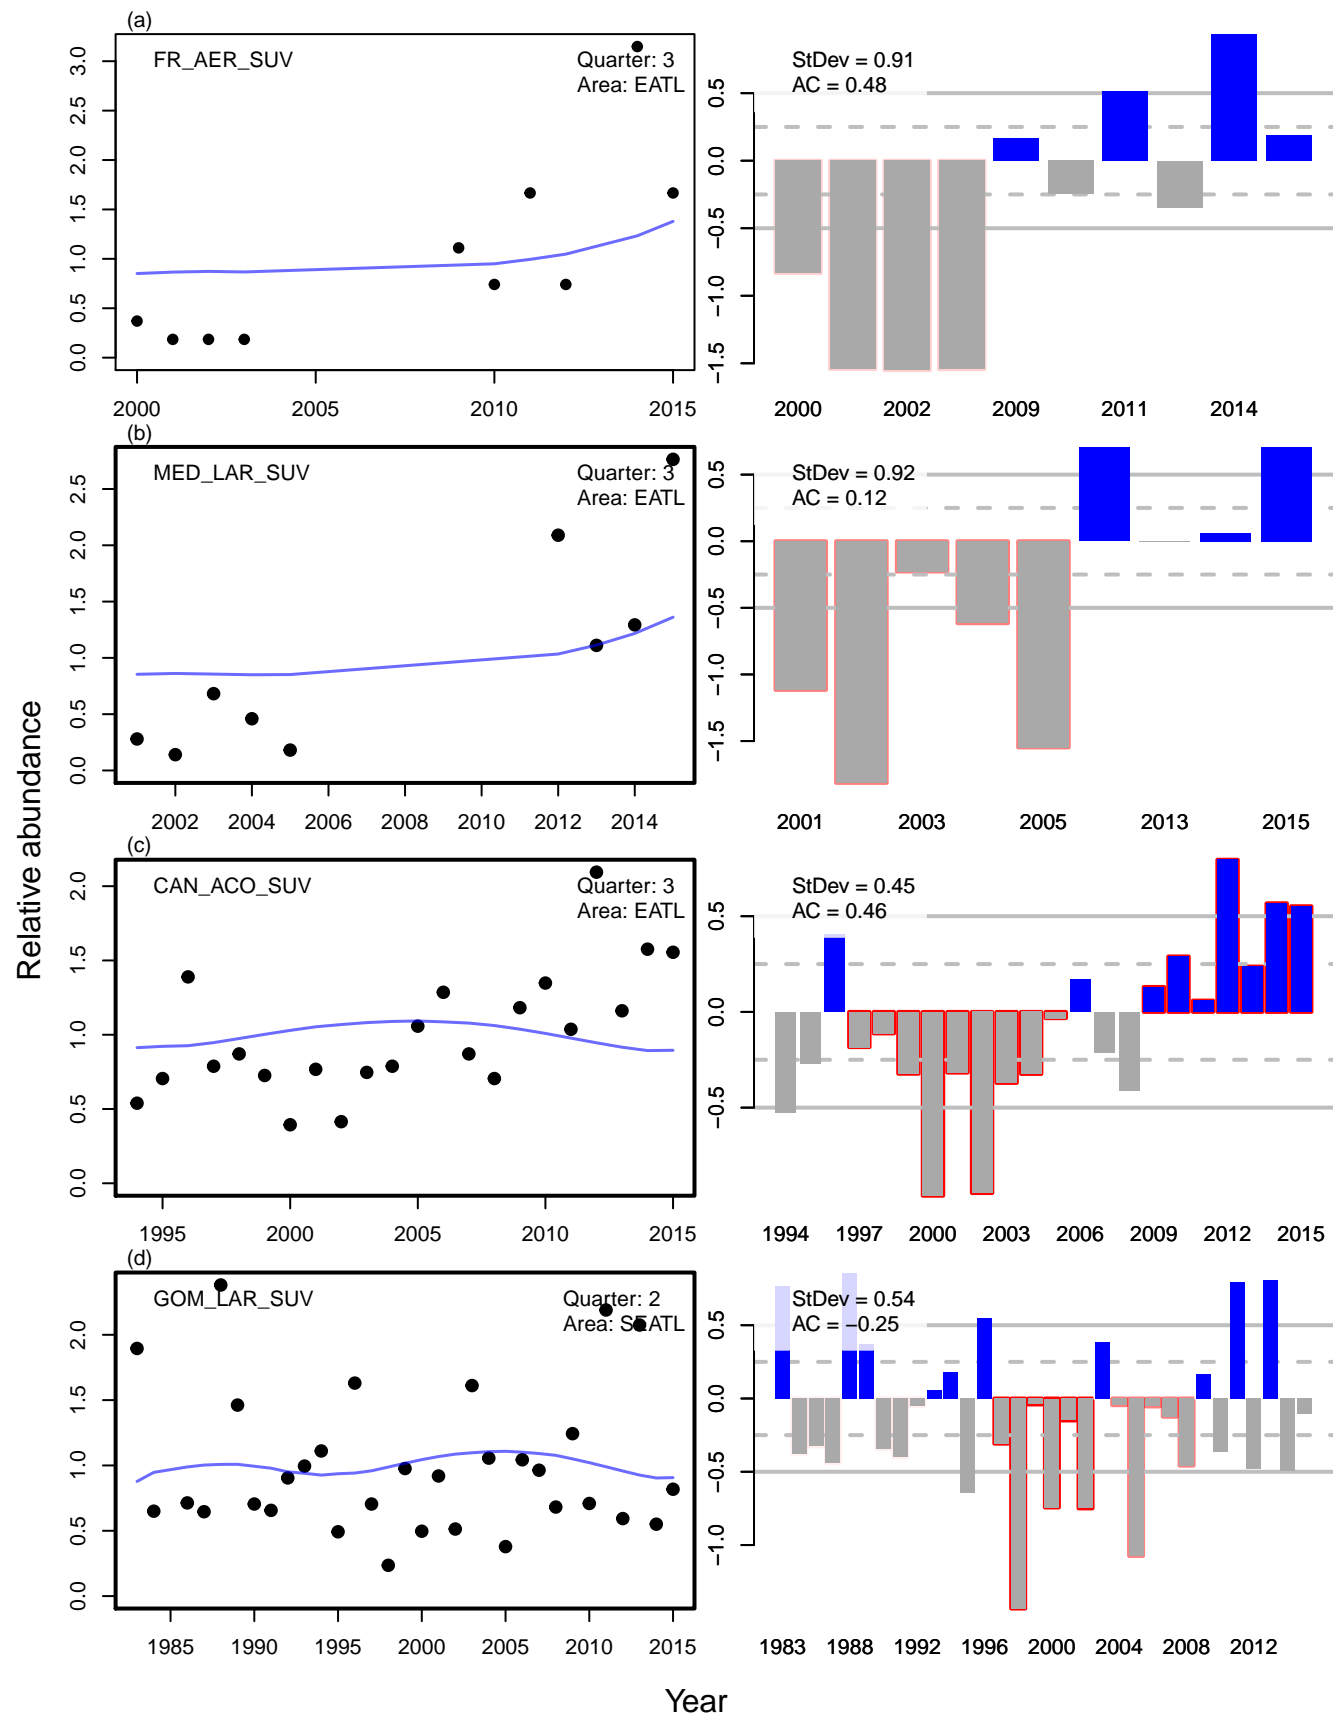 (a)
FR_AER_SUV
Quarter: 3
Area: EATL
0.0 0.5 1.0 1.5 2.0 2.5 3.0
2000 2005 2010 2015
StDev = 0.91
AC = 0.48
−1.5 −1.0 −0.5 0.0 0.5
2000 2002 2009 2011 2014
(b)
MED_LAR_SUV
Quarter: 3
Area: EATL
0.0 0.5 1.0 1.5 2.0 2.5
2002 2004 2006 2008 2010 2012 2014
StDev = 0.92
AC = 0.12
−1.5 −1.0 −0.5 0.0 0.5
2001 2003 2005 2013 2015
(c)
CAN_ACO_SUV
Quarter: 3
Area: EATL
0.0 0.5 1.0 1.5 2.0
1995 2000 2005 2010 2015
StDev = 0.45
AC = 0.46
−0.5 0.0 0.5
1994 1997 2000 2003 2006 2009 2012 2015
(d)
GOM_LAR_SUV
Quarter: 2
Area: SEATL
0.0 0.5 1.0 1.5 2.0
1985 1990 1995 2000 2005 2010 2015
StDev = 0.54
AC = −0.25
−1.0 −0.5 0.0 0.5
1983 1988 1992 1996 2000 2004 2008 2012
Relative abundance
Year